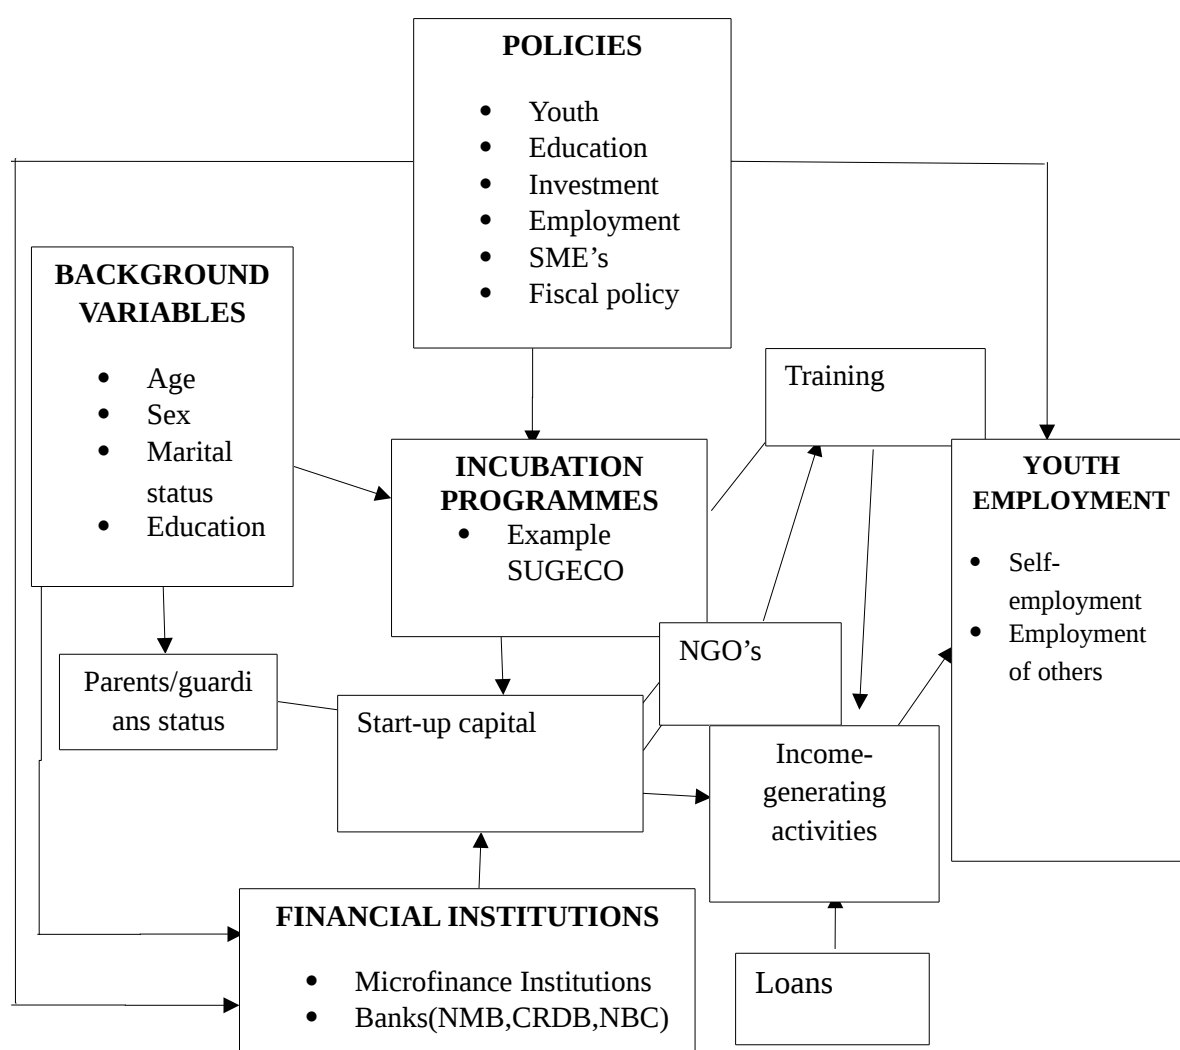 POLICIES
Youth
Education
Investment
Employment
SME’s
Fiscal policy
BACKGROUND
VARIABLES
Age
Sex
Marital
status
Education
Training
INCUBATION
PROGRAMMES
Example
SUGECO
YOUTH
EMPLOYMENT
Self-
employment
Employment
of others
NGO’s
Parents/guardi
ans status
Start-up capital
Income-
generating
activities
FINANCIAL INSTITUTIONS
Microfinance Institutions
Banks(NMB,CRDB,NBC)
Loans